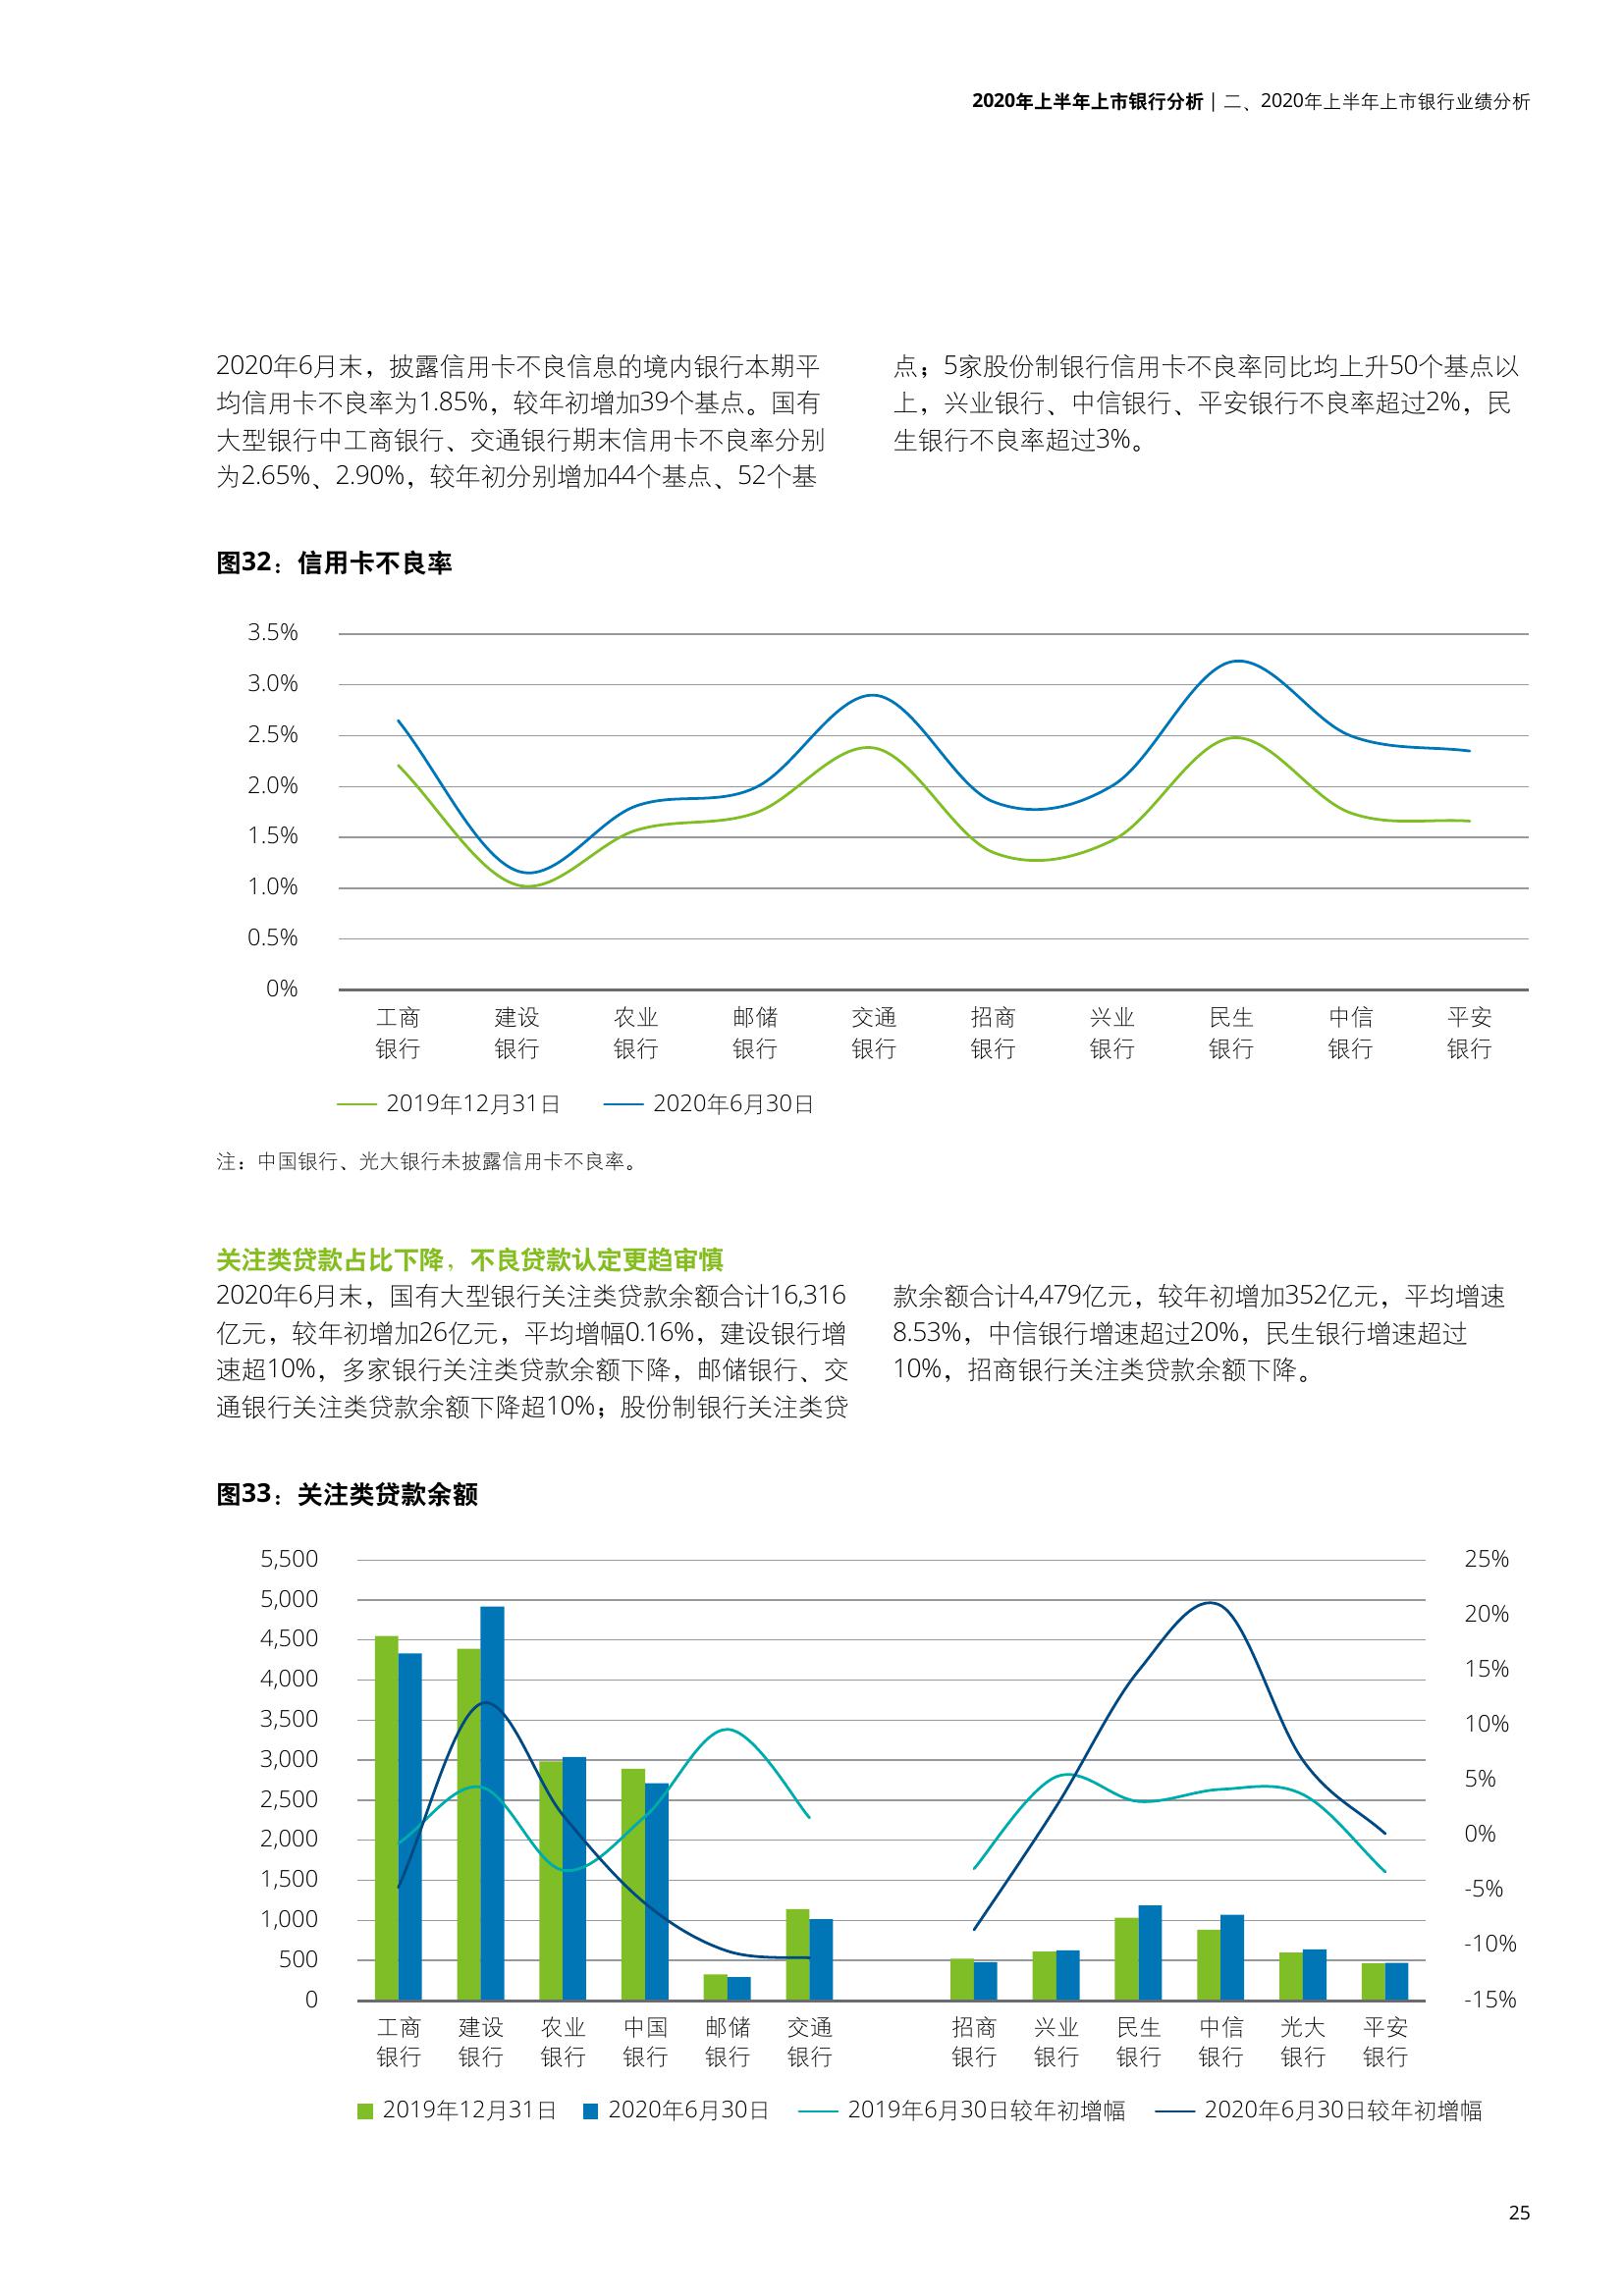 2020年上半年上市银行分析 | 二、2020年上半年上市银行业绩分析
2020年6月末，披露信用卡不良信息的境内银行本期平
均信用卡不良率为1.85%，较年初增加39个基点。国有
大型银行中工商银行、交通银行期末信用卡不良率分别
为2.65%、2.90%，较年初分别增加44个基点、52个基
点；5家股份制银行信用卡不良率同比均上升50个基点以
上，兴业银行、中信银行、平安银行不良率超过2%，民
生银行不良率超过3%。
图32：信用卡不良率
3.5%
3.0%
2.5%
2.0%
1.5%
1.0%
0.5%
0%
工商 建设 农业 邮储 交通 招商 兴业 民生 中信 平安
银行 银行 银行 银行 银行 银行 银行 银行 银行 银行
2019年12月31日 2020年6月30日
注：中国银行、光大银行未披露信用卡不良率。
关注类贷款占比下降，不良贷款认定更趋审慎
2020年6月末，国有大型银行关注类贷款余额合计16,316
亿元，较年初增加26亿元，平均增幅0.16%，建设银行增
速超10%，多家银行关注类贷款余额下降，邮储银行、交
通银行关注类贷款余额下降超10%；股份制银行关注类贷
款余额合计4,479亿元，较年初增加352亿元，平均增速
8.53%，中信银行增速超过20%，民生银行增速超过
10%，招商银行关注类贷款余额下降。
图33：关注类贷款余额
5,500
5,000
4,500
4,000
3,500
3,000
2,500
2,000
1,500
1,000
500
0
25%
20%
15%
10%
5%
0%
-5%
-10%
-15%
工商 建设 农业 中国 邮储 交通 招商 兴业 民生 中信 光大 平安
银行 银行 银行 银行 银行 银行 银行 银行 银行 银行 银行 银行
2019年12月31日 2020年6月30日 2019年6月30日较年初增幅 2020年6月30日较年初增幅
25